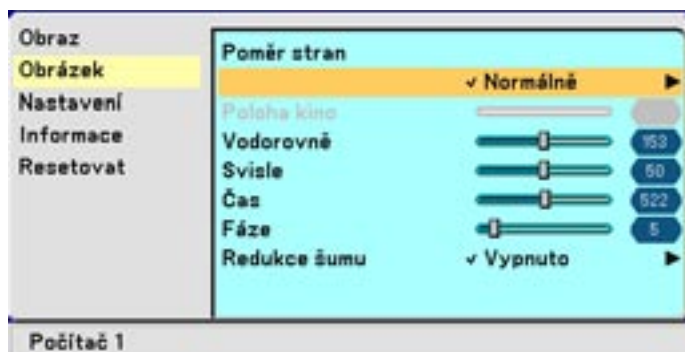 Obraz
Obrázek
Nastavení
Informace
Resetovat
Poměr stran
✓ Normálně
Poloha kino
Vodorovně 153
Svisle 50
Čas 522
Fáze 5
Redukce šumu ✓ Vypnuto
Počítač 1